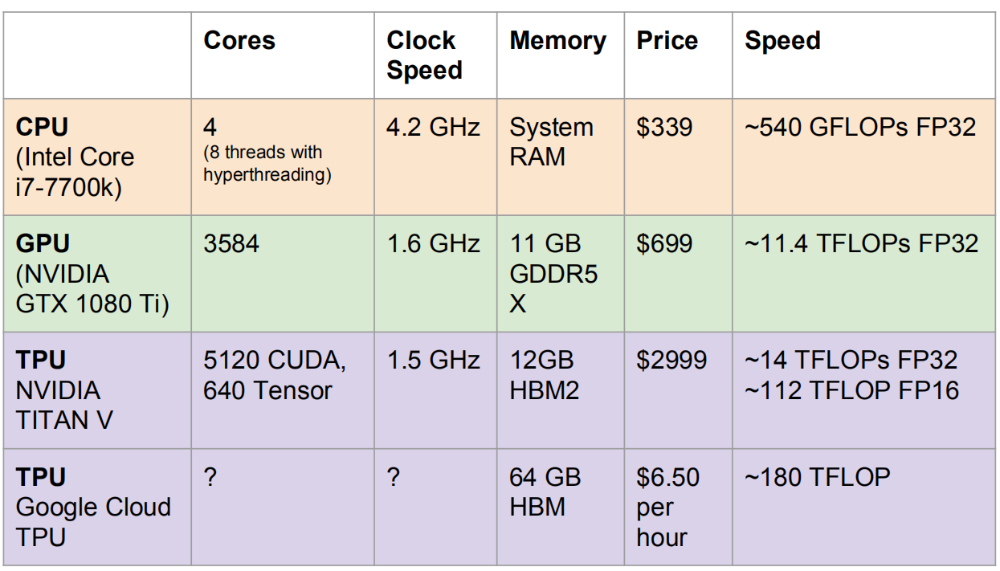 Cores
Clock
Speed
Memory
Price
Speed
CPU
(Intel Core
i7-7700k)
4
(8 threads with
hyperthreading)
4.2 GHz
System
RAM
$339
~540 GFLOPs FP32
GPU
(NVIDIA
GTX 1080 Ti)
3584
1.6 GHz
11 GB
GDDR5
X
$699
~11.4 TFLOPs FP32
TPU
NVIDIA
TITAN V
5120 CUDA,
640 Tensor
1.5 GHz
12GB
HBM2
$2999
~14 TFLOPs FP32
~112 TFLOP FP16
TPU
Google Cloud
TPU
?
?
64 GB
HBM
$6.50
per
hour
~180 TFLOP